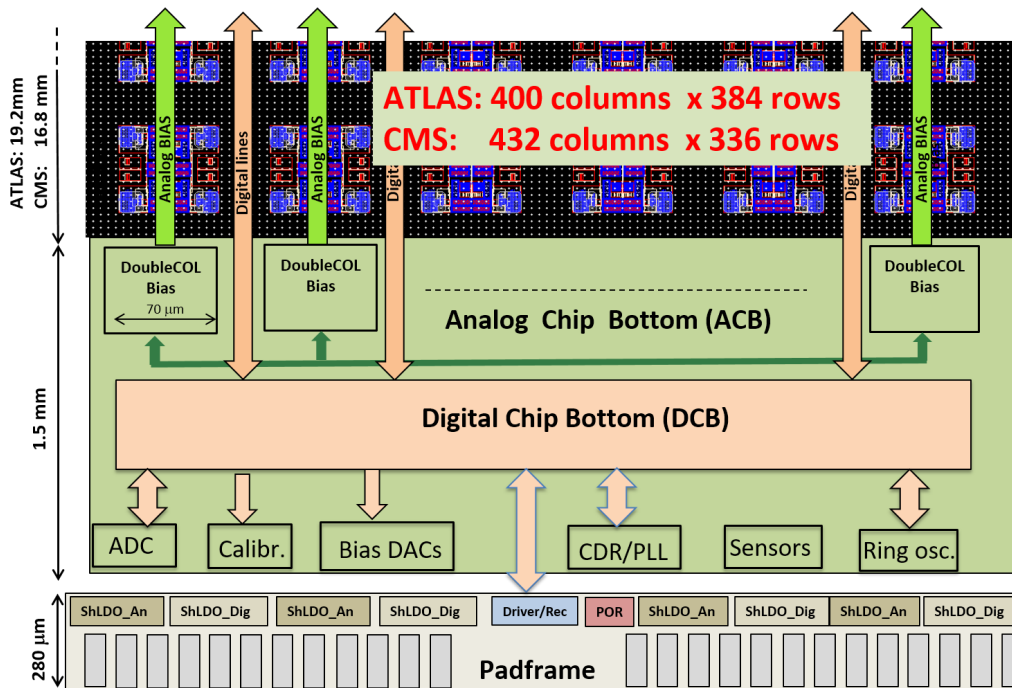 ATLAS: 19.2mm
CMS: 16.8 mm
Analog BIAS
Digital lines
Analog BIAS
Digital
Digital
Analog BIAS
ATLAS: 400 columns x 384 rows
CMS: 432 columns x 336 rows
DoubleCOL
Bias
70 µm
DoubleCOL
Bias
DoubleCOL
Bias
Analog Chip Bottom (ACB)
1.5 mm
Digital Chip Bottom (DCB)
ADC
Calibr.
Bias DACs
CDR/PLL
Sensors
Ring osc.
280 µm
ShLDO_An
ShLDO_Dig
ShLDO_An
ShLDO_Dig
Driver/Rec
POR
ShLDO_An
ShLDO_Dig
ShLDO_An
ShLDO_Dig
Padframe